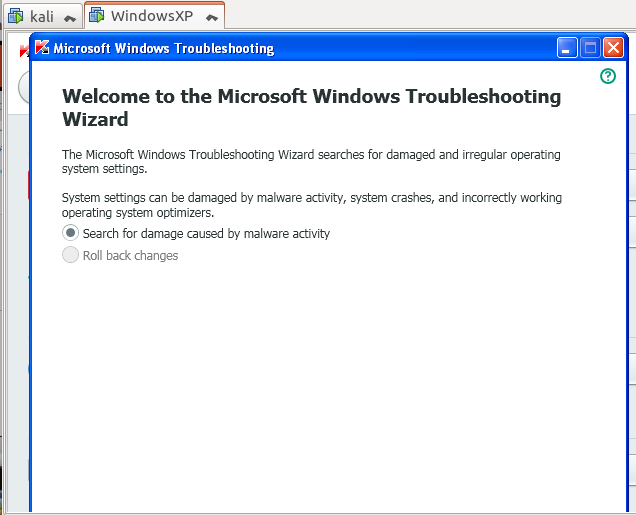 kali
WindowsXP
Microsoft Windows Troubleshooting
Welcome to the Microsoft Windows Troubleshooting
Wizard
The Microsoft Windows Troubleshooting Wizard searches for damaged and irregular operating
system settings.
System settings can be damaged by malware activity, system crashes, and incorrectly working
operating system optimizers.
Search for damage caused by malware activity
Roll back changes